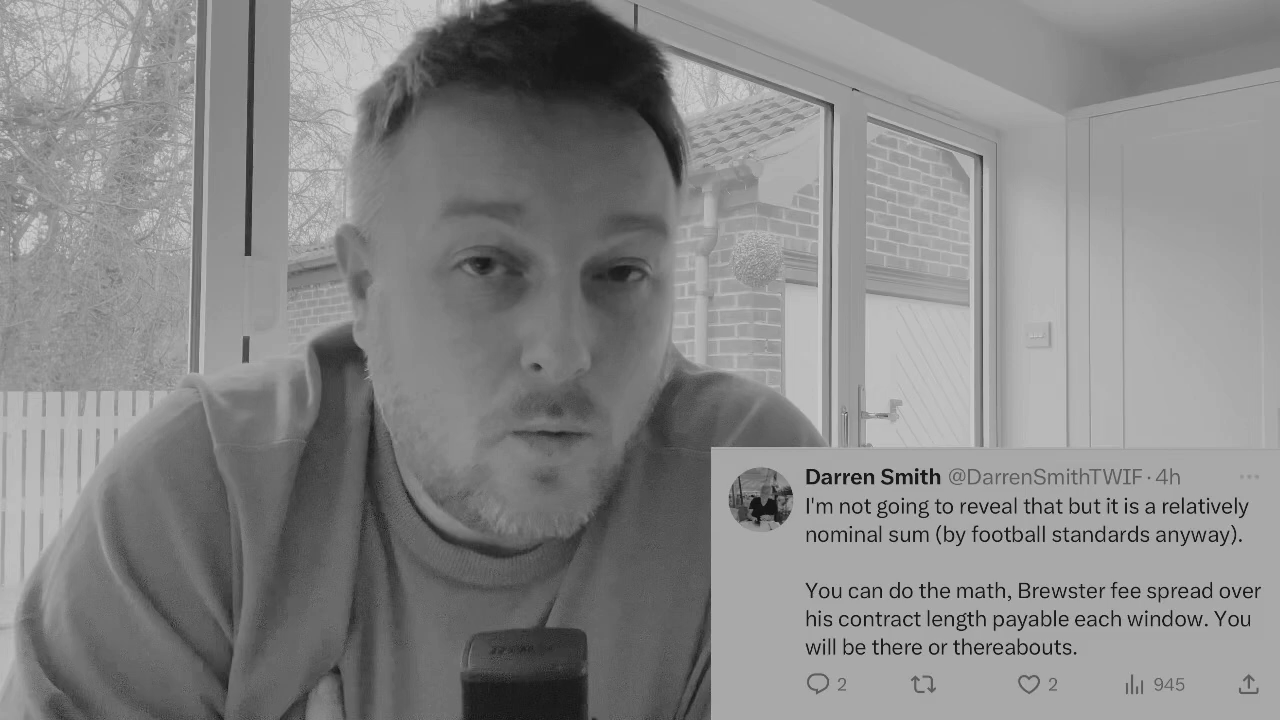 Darren Smith @DarrenSmithTWIF · 4h
I'm not going to reveal that but it is a relatively
nominal sum (by football standards anyway).
You can do the math, Brewster fee spread over
his contract length payable each window. You
will be there or thereabouts.
2 2 945